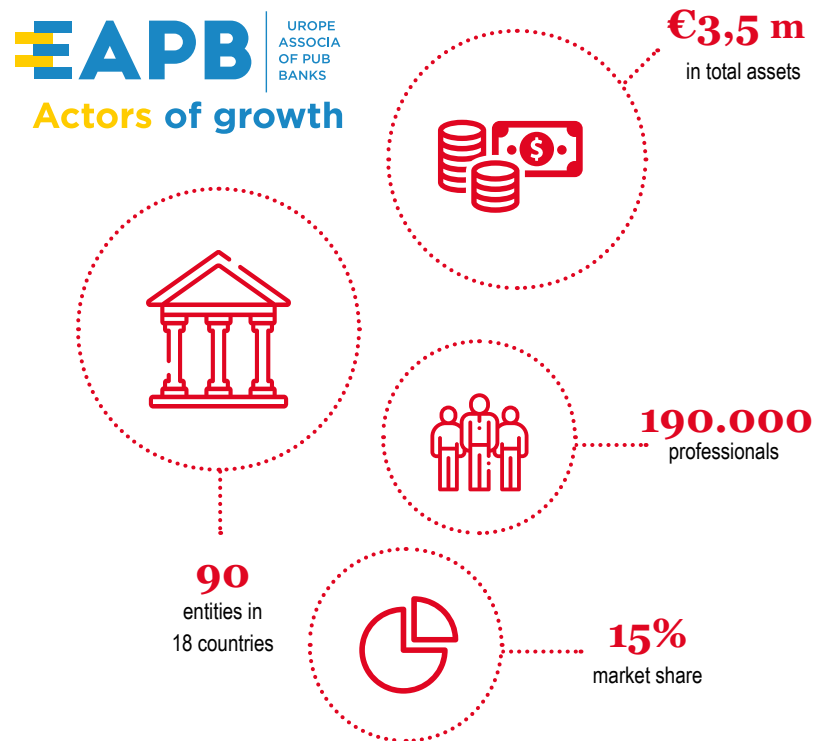 EAPB
UROPE
ASSOCIA
OF PUB
BANKS
Actors of growth
€3,5 m
in total assets
190.000
professionals
90
entities in
18 countries
15%
market share